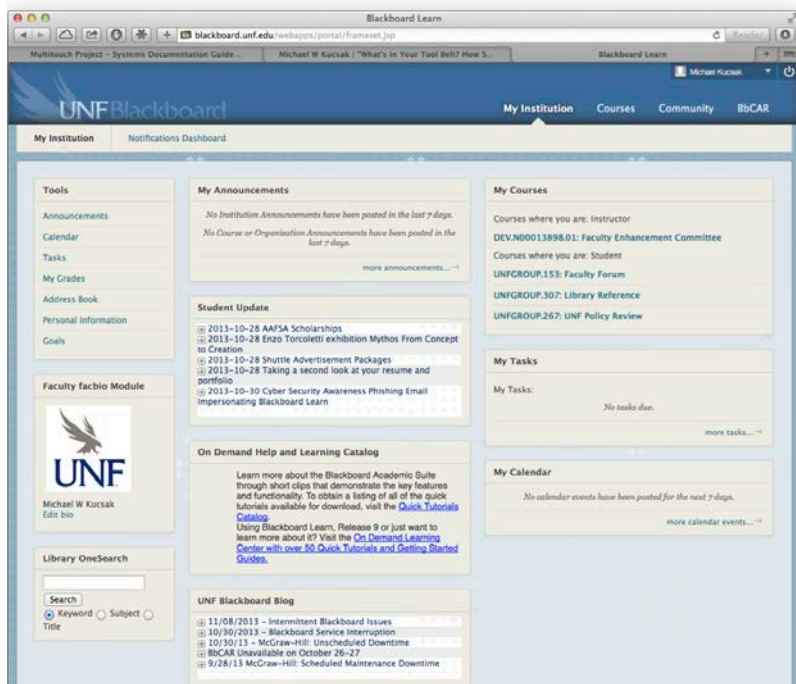 Blackboard Learn
blackboard.unf.edu/webapps/portal/frameset.jsp
Reader
Multitouch Project – Systems Documentation Guide...
Michael W Kucsak | "What's in Your Tool Belt? How S...
Blackboard Learn
Michael Kucsak
UNF Blackboard
My Institution
Courses
Community
BbCAR
My Institution
Notifications Dashboard
Tools
Announcements
Calendar
Tasks
My Grades
Address Book
Personal Information
Goals
Faculty facbio Module
UNF
Michael W Kucsak
Edit bio
Library OneSearch
Search
Keyword Subject
Title
My Announcements
No Institution Announcements have been posted in the last 7 days.
No Course or Organization Announcements have been posted in the
last 7 days.
more announcements...→
Student Update
2013-10-28 AAFSA Scholarships
2013-10-28 Enzo Torcoletti exhibition Mythos From Concept
to Creation
2013-10-28 Shuttle Advertisement Packages
2013-10-28 Taking a second look at your resume and
portfolio
2013-10-30 Cyber Security Awareness Phishing Email
Impersonating Blackboard Learn
On Demand Help and Learning Catalog
Learn more about the Blackboard Academic Suite
through short clips that demonstrate the key features
and functionality. To obtain a listing of all of the quick
tutorials available for download, visit the Quick Tutorials
Catalog.
Using Blackboard Learn, Release 9 or just want to
learn more about it? Visit the On Demand Learning
Center with over 50 Quick Tutorials and Getting Started
Guides.
UNF Blackboard Blog
11/08/2013 – Intermittent Blackboard Issues
10/30/2013 – Blackboard Service Interruption
10/30/13 – McGraw-Hill: Unscheduled Downtime
BbCAR Unavailable on October 26-27
9/28/13 McGraw-Hill: Scheduled Maintenance Downtime
My Courses
Courses where you are: Instructor
DEV.N00013898.01: Faculty Enhancement Committee
Courses where you are: Student
UNFGROUP.153: Faculty Forum
UNFGROUP.307: Library Reference
UNFGROUP.267: UNF Policy Review
My Tasks
My Tasks:
No tasks due.
more tasks...→
My Calendar
No calendar events have been posted for the next 7 days.
more calendar events...→